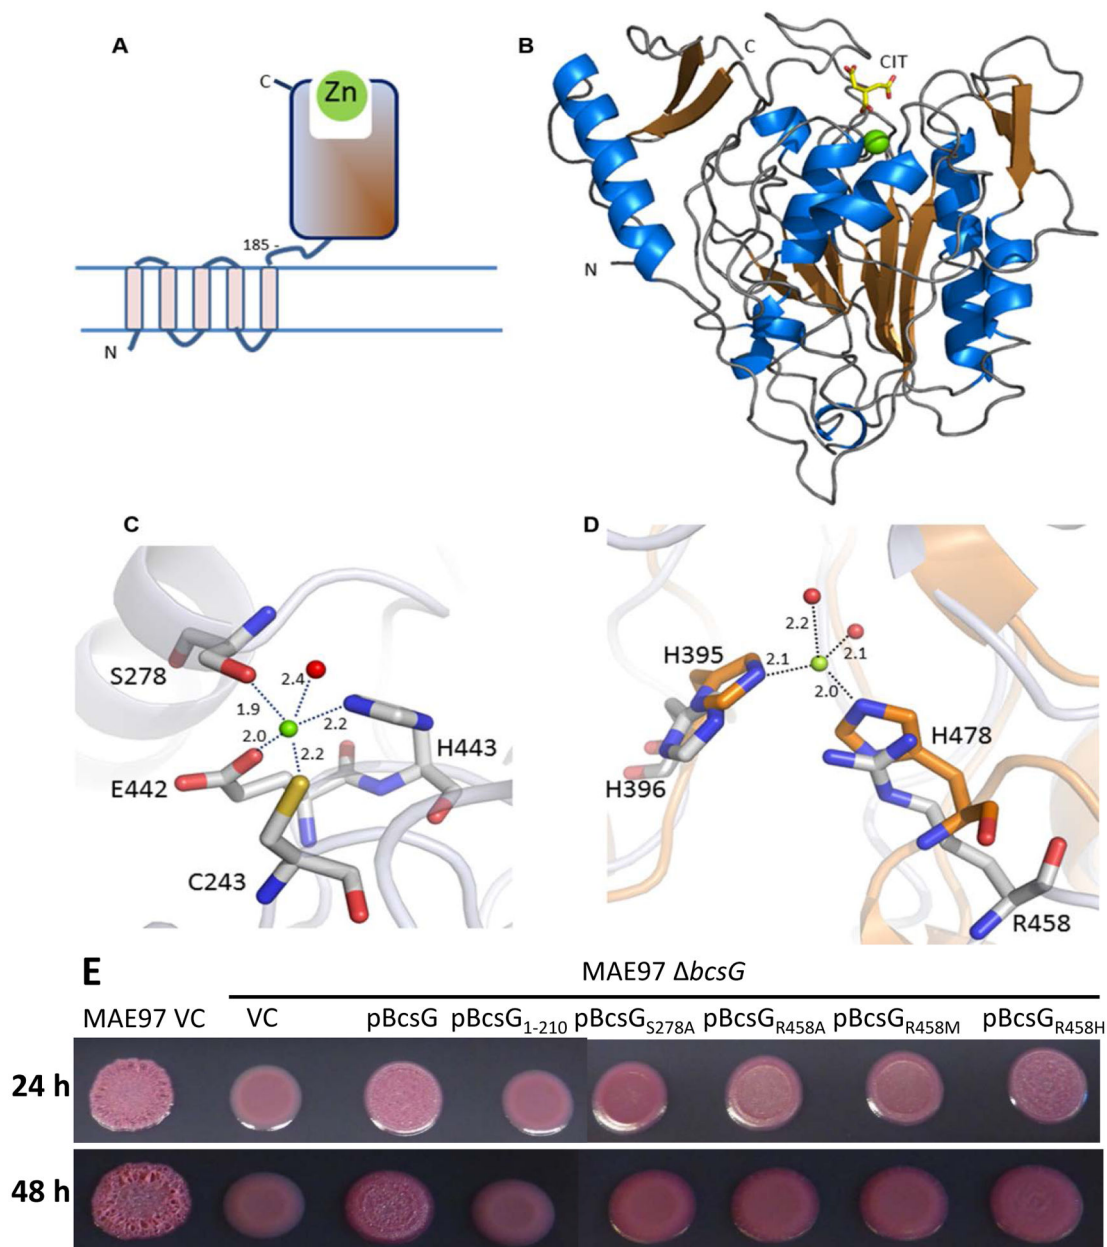 A
C
Zn
185 -
N
B
C
CIT
N
C
S278
2.4
1.9
2.2
2.0
2.2
H443
E442
C243
D
2.2
H395
2.1
2.1
2.0
H478
H396
R458
E
MAE97 ΔbcsG
MAE97 VC VC pBcsG pBcsG1-210 pBcsGS278A pBcsGR458A pBcsGR458M pBcsGR458H
24 h
48 h